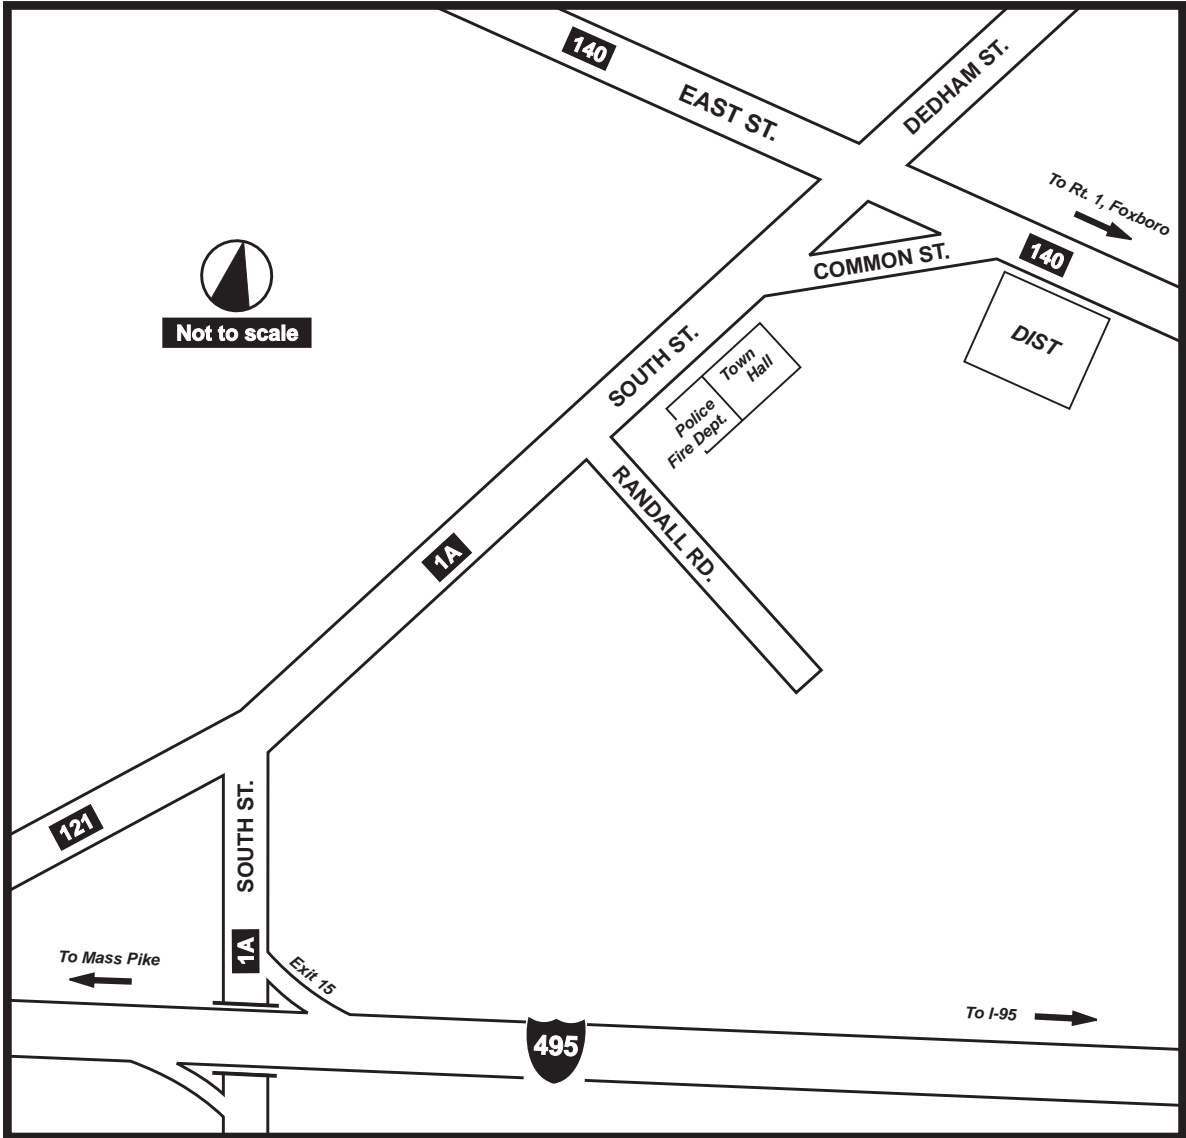 140
EAST ST.
DEDHAM ST.
To Rt. 1, Foxboro
140
COMMON ST.
Not to scale
DIST
SOUTH ST.
Town
Hall
Police
Fire Dept.
RANDALL RD.
1A
121
SOUTH ST.
1A
To Mass Pike
Exit 15
To I-95
495